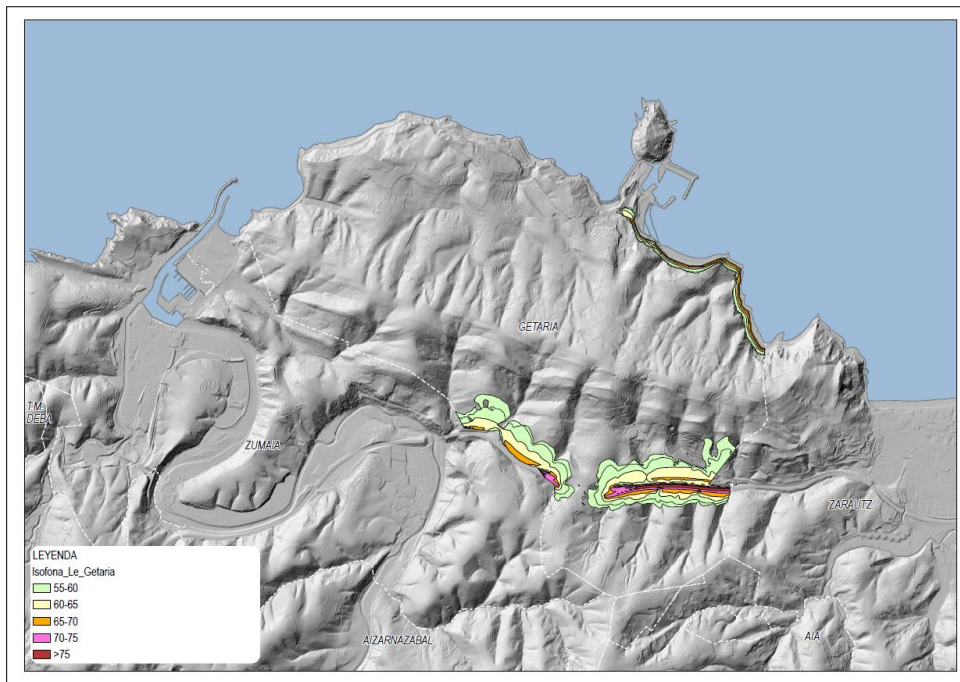 GETARIA
T.M.
DEBA
ZUMAIA
ZARAUTZ
AIZARNAZABAL
AIA
LEYENDA
Isofona_Le_Getaria
55-60
60-65
65-70
70-75
>75